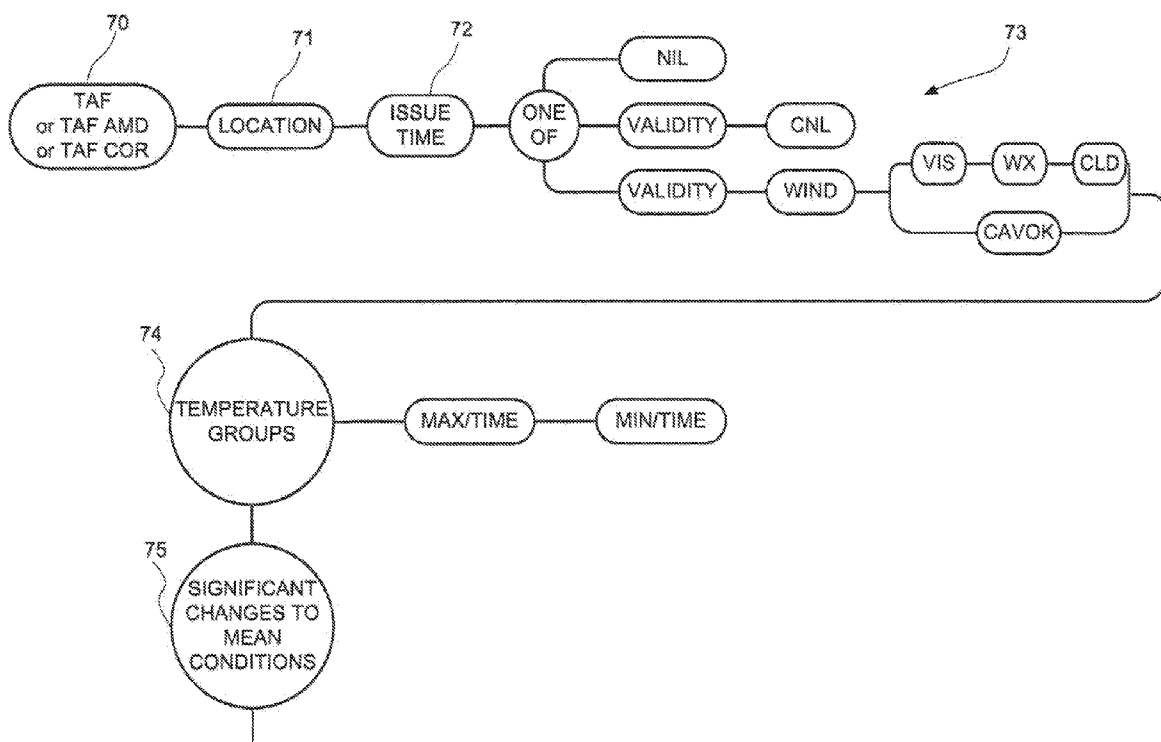 70
71
72
73
TAF
or TAF AMD
or TAF COR
LOCATION
ISSUE
TIME
ONE
OF
NIL
VALIDITY
CNL
VALIDITY
WIND
VIS
WX
CLD
CAVOK
74
TEMPERATURE
GROUPS
MAX/TIME
MIN/TIME
75
SIGNIFICANT
CHANGES TO
MEAN
CONDITIONS